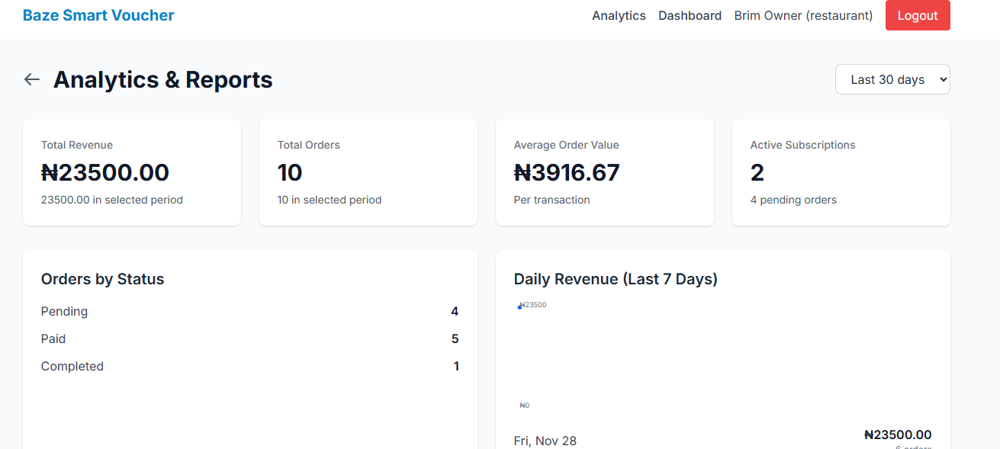 Baze Smart Voucher
Analytics Dashboard Brim Owner (restaurant) Logout
Analytics & Reports
Last 30 days
Total Revenue
₦23500.00
23500.00 in selected period
Total Orders
10
10 in selected period
Average Order Value
₦3916.67
Per transaction
Active Subscriptions
2
4 pending orders
Orders by Status
Pending 4
Paid 5
Completed 1
Daily Revenue (Last 7 Days)
₦23500
₦0
Fri, Nov 28
₦23500.00
6 orders